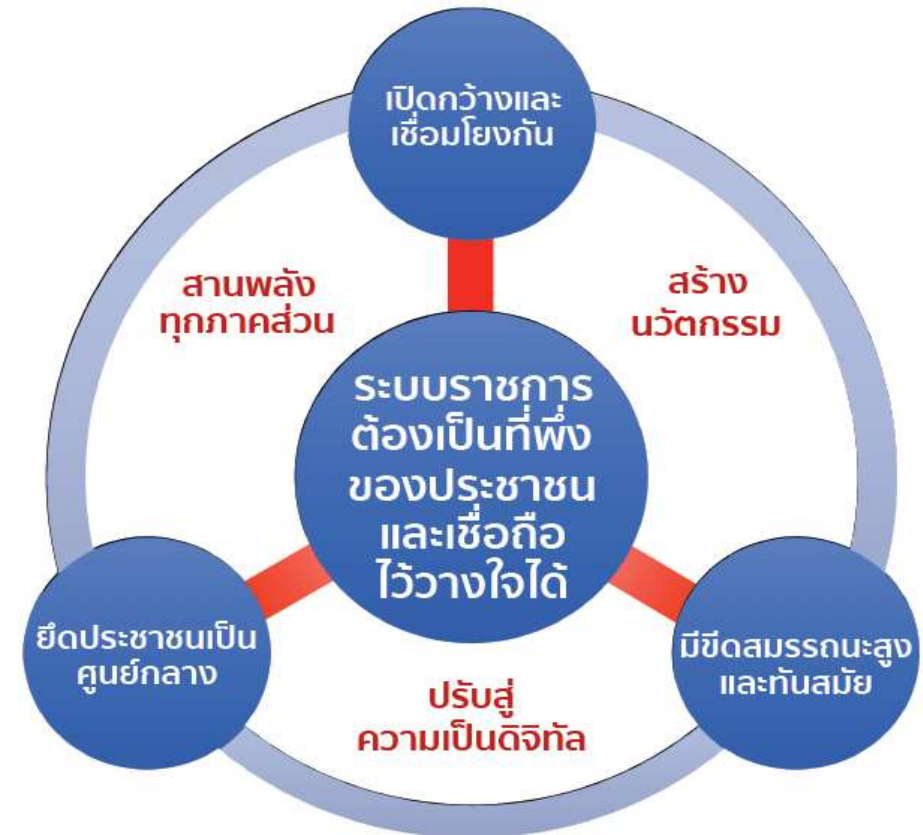 เปิดกว้างและ
เชื่อมโยงกัน
สานพลัง
ทุกภาคส่วน
สร้าง
นวัตกรรม
ระบบราชการ
ต้องเป็นที่พึ่ง
ของประชาชน
และเชื่อถือ
ไว้วางใจได้
ยึดประชาชนเป็น
ศูนย์กลาง
มีขีดสมรรถนะสูง
และทันสมัย
ปรับสู่
ความเป็นดิจิทัล